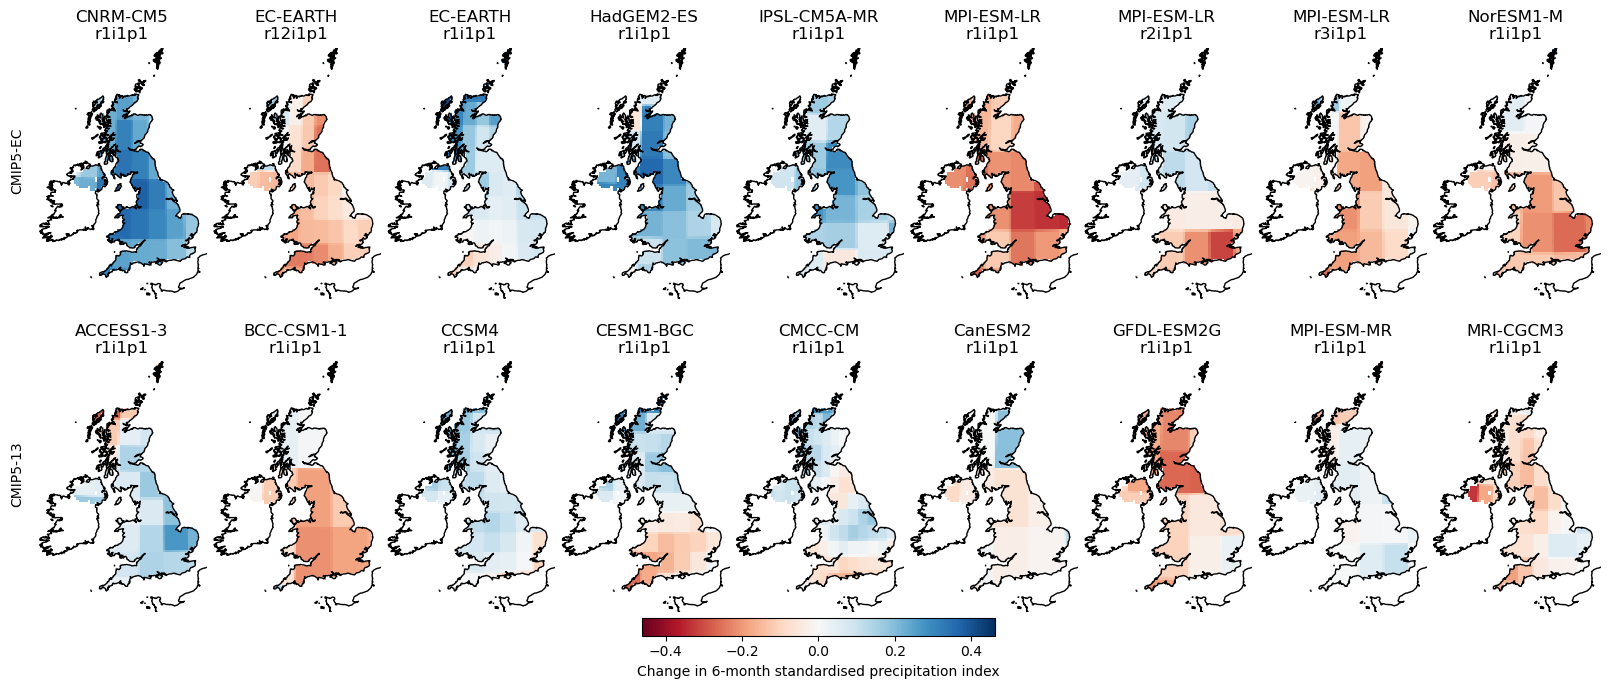 CNRM-CM5 EC-EARTH EC-EARTH HadGEM2-ES IPSL-CM5A-MR MPI-ESM-LR MPI-ESM-LR MPI-ESM-LR NorESM1-M
r1i1p1 r12i1p1 r1i1p1 r1i1p1 r1i1p1 r1i1p1 r2i1p1 r3i1p1 r1i1p1
CMIP5-EC
ACCESS1-3 BCC-CSM1-1 CCSM4 CESM1-BGC CMCC-CM CanESM2 GFDL-ESM2G MPI-ESM-MR MRI-CGCM3
r1i1p1 r1i1p1 r1i1p1 r1i1p1 r1i1p1 r1i1p1 r1i1p1 r1i1p1 r1i1p1
CMIP5-13
−0.4 −0.2 0.0 0.2 0.4
Change in 6-month standardised precipitation index